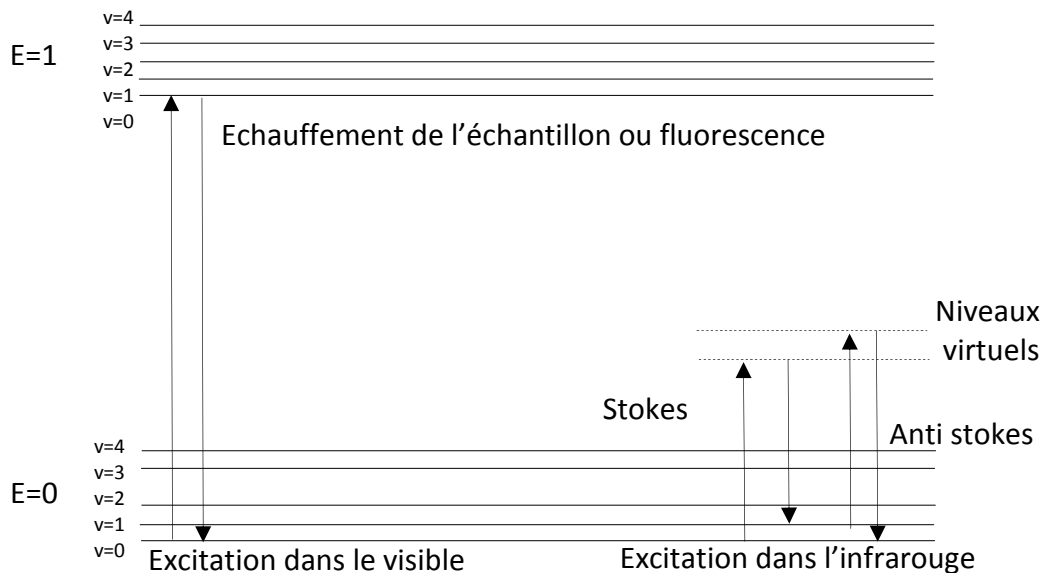 v=4
v=3
E=1
v=2
v=1
v=0
Echauffement de l’échantillon ou fluorescence
Niveaux
virtuels
Stokes
Anti stokes
v=4
v=3
E=0
v=2
v=1
v=0
Excitation dans le visible
Excitation dans l’infrarouge